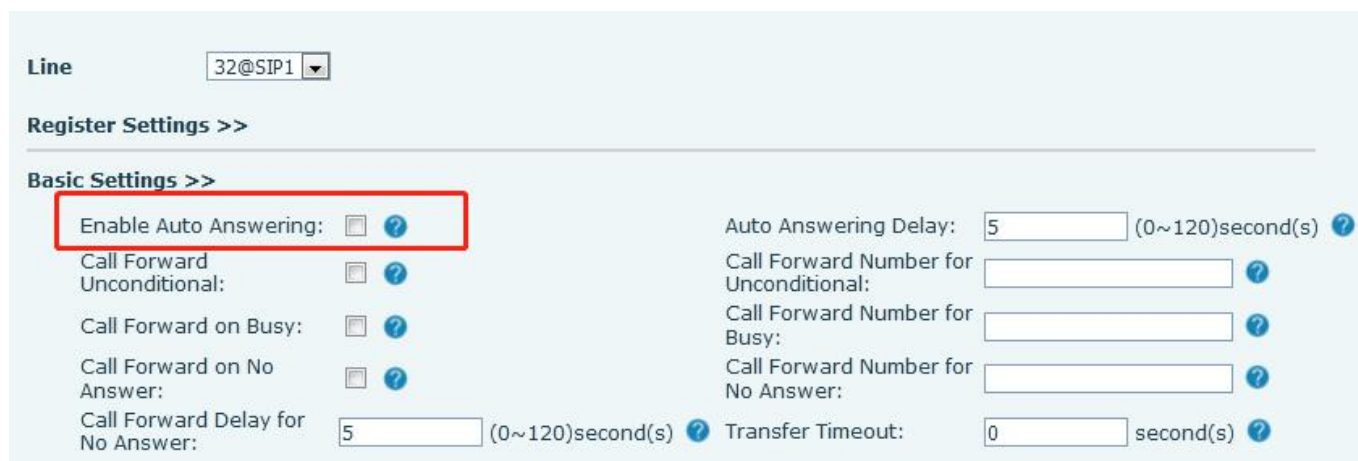 Line 32@SIP1
Register Settings >>
Basic Settings >>
Enable Auto Answering: ? Auto Answering Delay: 5 (0~120)second(s) ?
Call Forward
Unconditional: ? Call Forward Number for
Unconditional: ?
Call Forward on Busy: ? Call Forward Number for
Busy: ?
Call Forward on No
Answer: ? Call Forward Number for
No Answer: ?
Call Forward Delay for
No Answer: 5 (0~120)second(s) ? Transfer Timeout: 0 second(s) ?